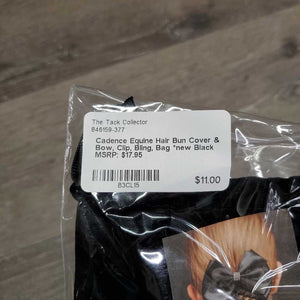 The Tack Collector
846159-377
Cadence Equine Hair Bun Cover &
Bow, Clip, Bling, Bag *new Black
MSRP: $17.95
B3CL15
$11.00